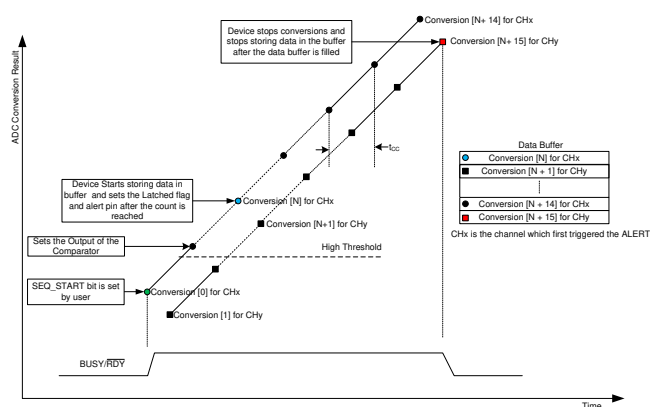 Conversion [N+ 14] for CHx
Device stops conversions and
stops storing data in the buffer
after the data buffer is filled
Conversion [N+ 15] for CHy
ADC Conversion Result
tCC
Data Buffer
Conversion [N] for CHx
Conversion [N + 1] for CHy
Conversion [N + 14] for CHx
Conversion [N + 15] for CHy
CHx is the channel which first triggered the ALERT
Device Starts storing data in
buffer and sets the Latched flag
and alert pin after the count is
reached
Conversion [N] for CHx
Conversion [N+1] for CHy
Sets the Output of the
Comparator
High Threshold
SEQ_START bit is set
by user
Conversion [0] for CHx
Conversion [1] for CHy
BUSY/RDY
Time